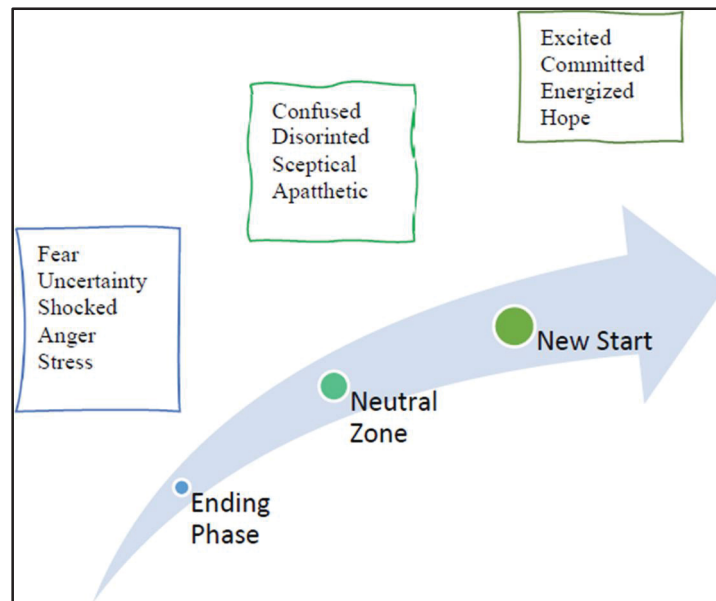 Excited
Committed
Energized
Hope
Confused
Disorinted
Sceptical
Apatthetic
Fear
Uncertainty
Shocked
Anger
Stress
New Start
Neutral
Zone
Ending
Phase